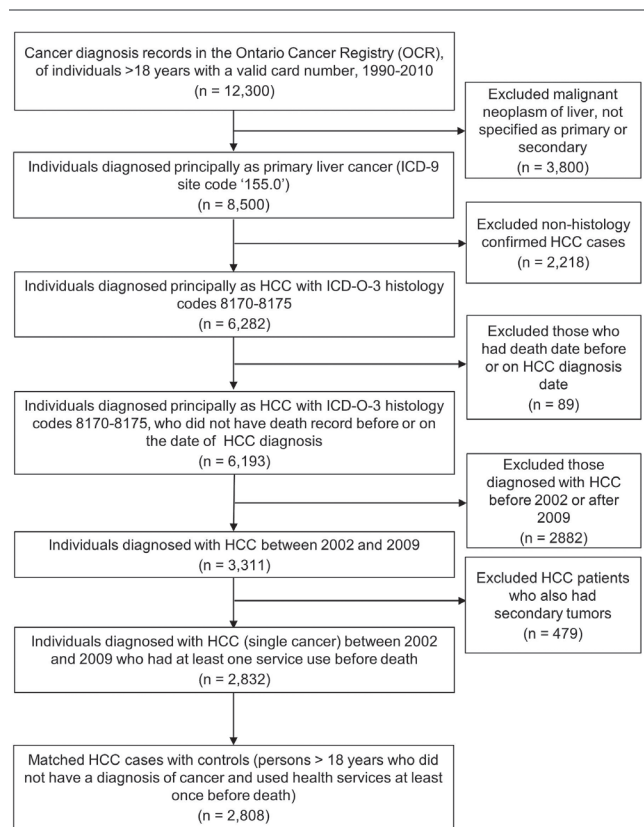 Cancer diagnosis records in the Ontario Cancer Registry (OCR),
of individuals >18 years with a valid card number, 1990-2010
(n = 12,300)
Excluded malignant
neoplasm of liver, not
specified as primary or
secondary
(n = 3,800)
Individuals diagnosed principally as primary liver cancer (ICD-9
site code ‘155.0’)
(n = 8,500)
Excluded non-histology
confirmed HCC cases
(n = 2,218)
Individuals diagnosed principally as HCC with ICD-O-3 histology
codes 8170-8175
(n = 6,282)
Excluded those who
had death date before
or on HCC diagnosis
date
(n = 89)
Individuals diagnosed principally as HCC with ICD-O-3 histology
codes 8170-8175, who did not have death record before or on
the date of HCC diagnosis
(n = 6,193)
Excluded those
diagnosed with HCC
before 2002 or after
2009
(n = 2882)
Individuals diagnosed with HCC between 2002 and 2009
(n = 3,311)
Excluded HCC patients
who also had
secondary tumors
(n = 479)
Individuals diagnosed with HCC (single cancer) between 2002
and 2009 who had at least one service use before death
(n = 2,832)
Matched HCC cases with controls (persons > 18 years who did
not have a diagnosis of cancer and used health services at least
once before death)
(n = 2,808)